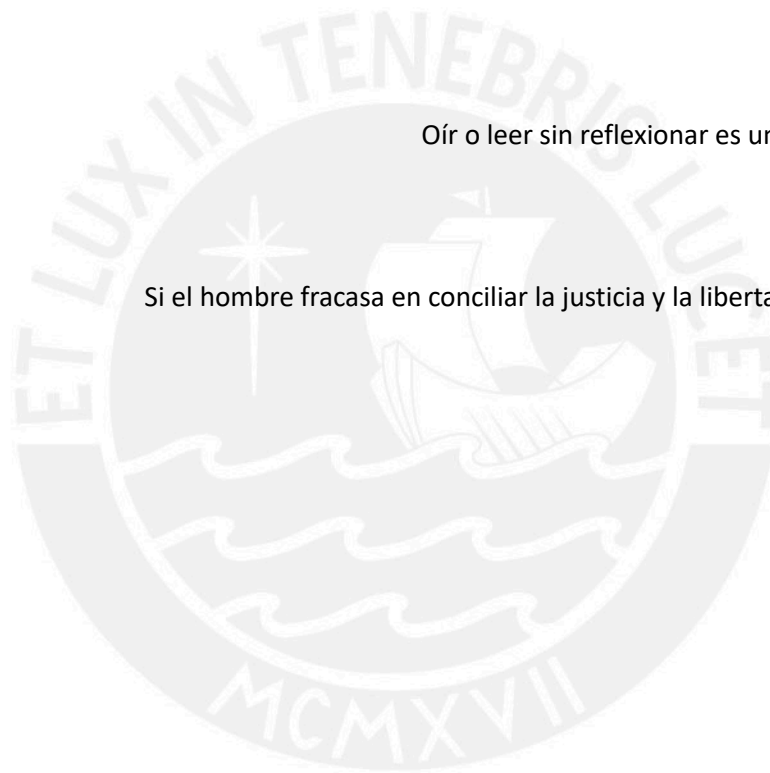 ET LUX IN TENEBRIS LUCET
Oír o leer sin reflexionar es
Si el hombre fracasa en conciliar la justicia y la
MCMXVII